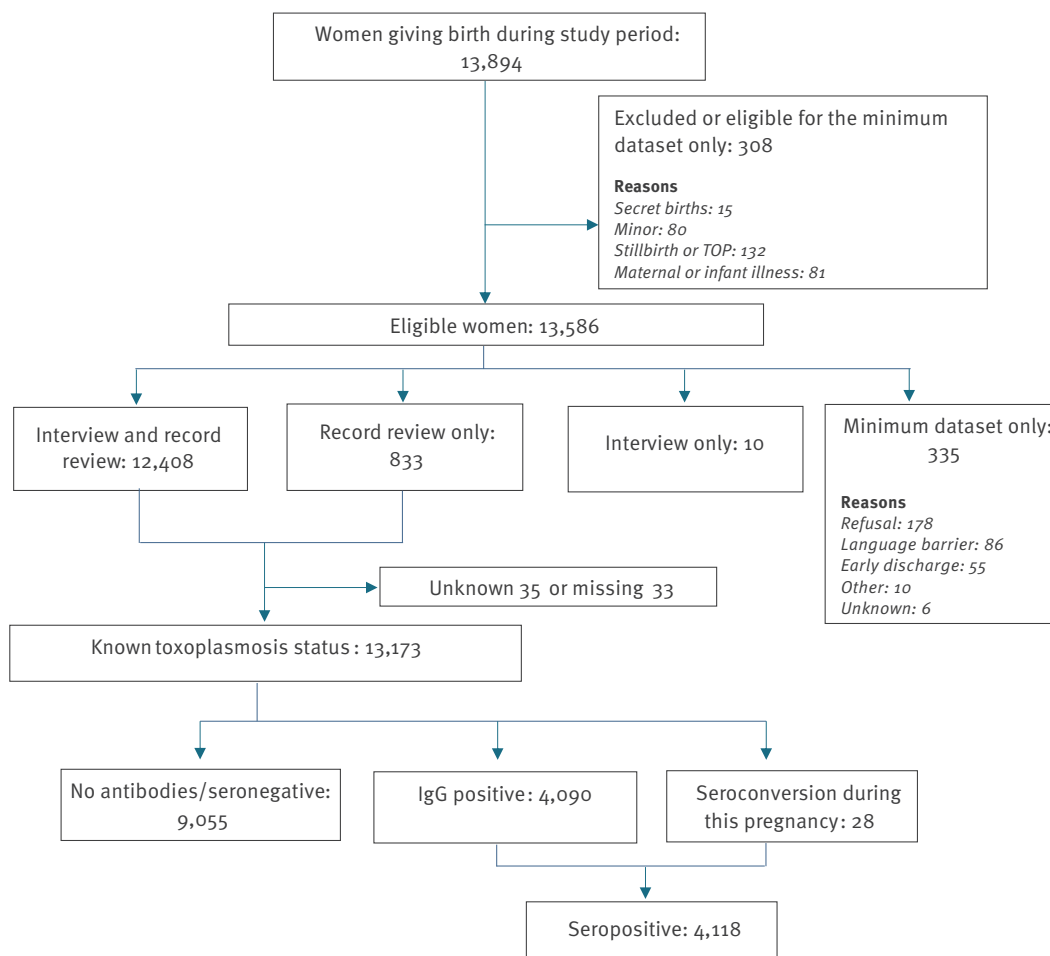 Women giving birth during study period:
13,894
Excluded or eligible for the minimum
dataset only: 308
Reasons
Secret births: 15
Minor: 80
Stillbirth or TOP: 132
Maternal or infant illness: 81
Eligible women: 13,586
Interview and record
review: 12,408
Record review only:
833
Interview only: 10
Minimum dataset only:
335
Reasons
Refusal: 178
Language barrier: 86
Early discharge: 55
Other: 10
Unknown: 6
Unknown 35 or missing 33
Known toxoplasmosis status : 13,173
No antibodies/seronegative:
9,055
IgG positive: 4,090
Seroconversion during
this pregnancy: 28
Seropositive: 4,118